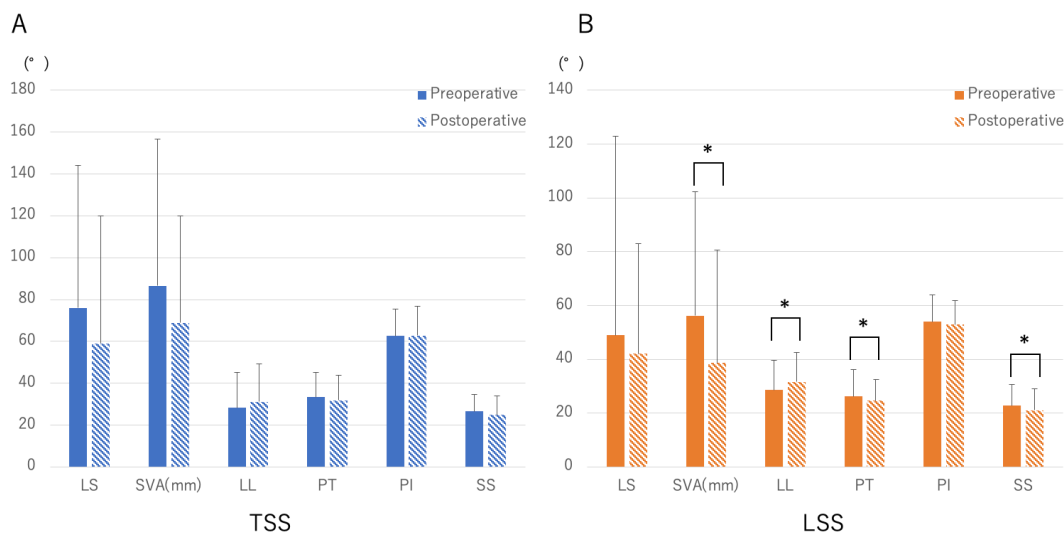 A
(° )
180
160
140
120
100
80
60
40
20
0
Preoperative
Postoperative
LS SVA(mm) LL PT PI SS
TSS
B
(° )
140
120
100
80
60
40
20
0
Preoperative
Postoperative
*
*
*
*
LS SVA(mm) LL PT PI SS
LSS